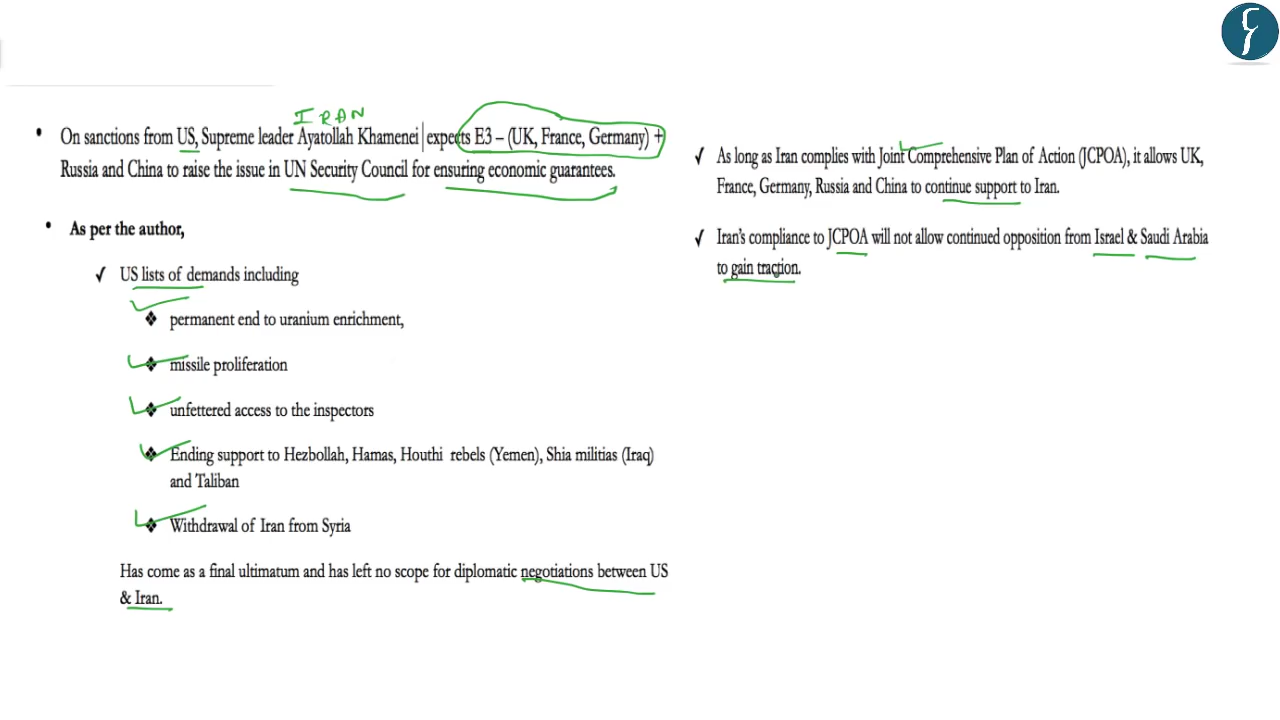 IRAN
• On sanctions from US, Supreme leader Ayatollah Khamenei expects E3 – (UK, France, Germany) +
Russia and China to raise the issue in UN Security Council for ensuring economic guarantees.
• As per the author,
✓ US lists of demands including
❖ permanent end to uranium enrichment,
❖ missile proliferation
❖ unfettered access to the inspectors
❖ Ending support to Hezbollah, Hamas, Houthi rebels (Yemen), Shia militias (Iraq)
and Taliban
❖ Withdrawal of Iran from Syria
Has come as a final ultimatum and has left no scope for diplomatic negotiations between US
& Iran.
✓ As long as Iran complies with Joint Comprehensive Plan of Action (JCPOA), it allows UK,
France, Germany, Russia and China to continue support to Iran.
✓ Iran's compliance to JCPOA will not allow continued opposition from Israel & Saudi Arabia
to gain traction.